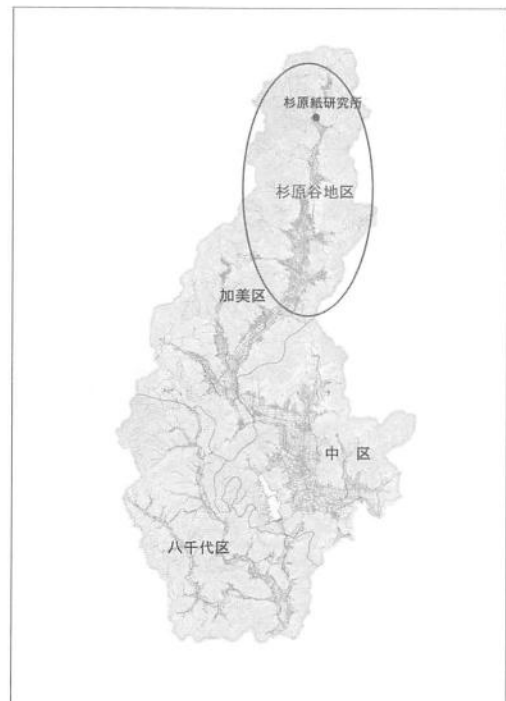 杉原紙研究所
杉原谷地区
加美区
中 区
八千代区